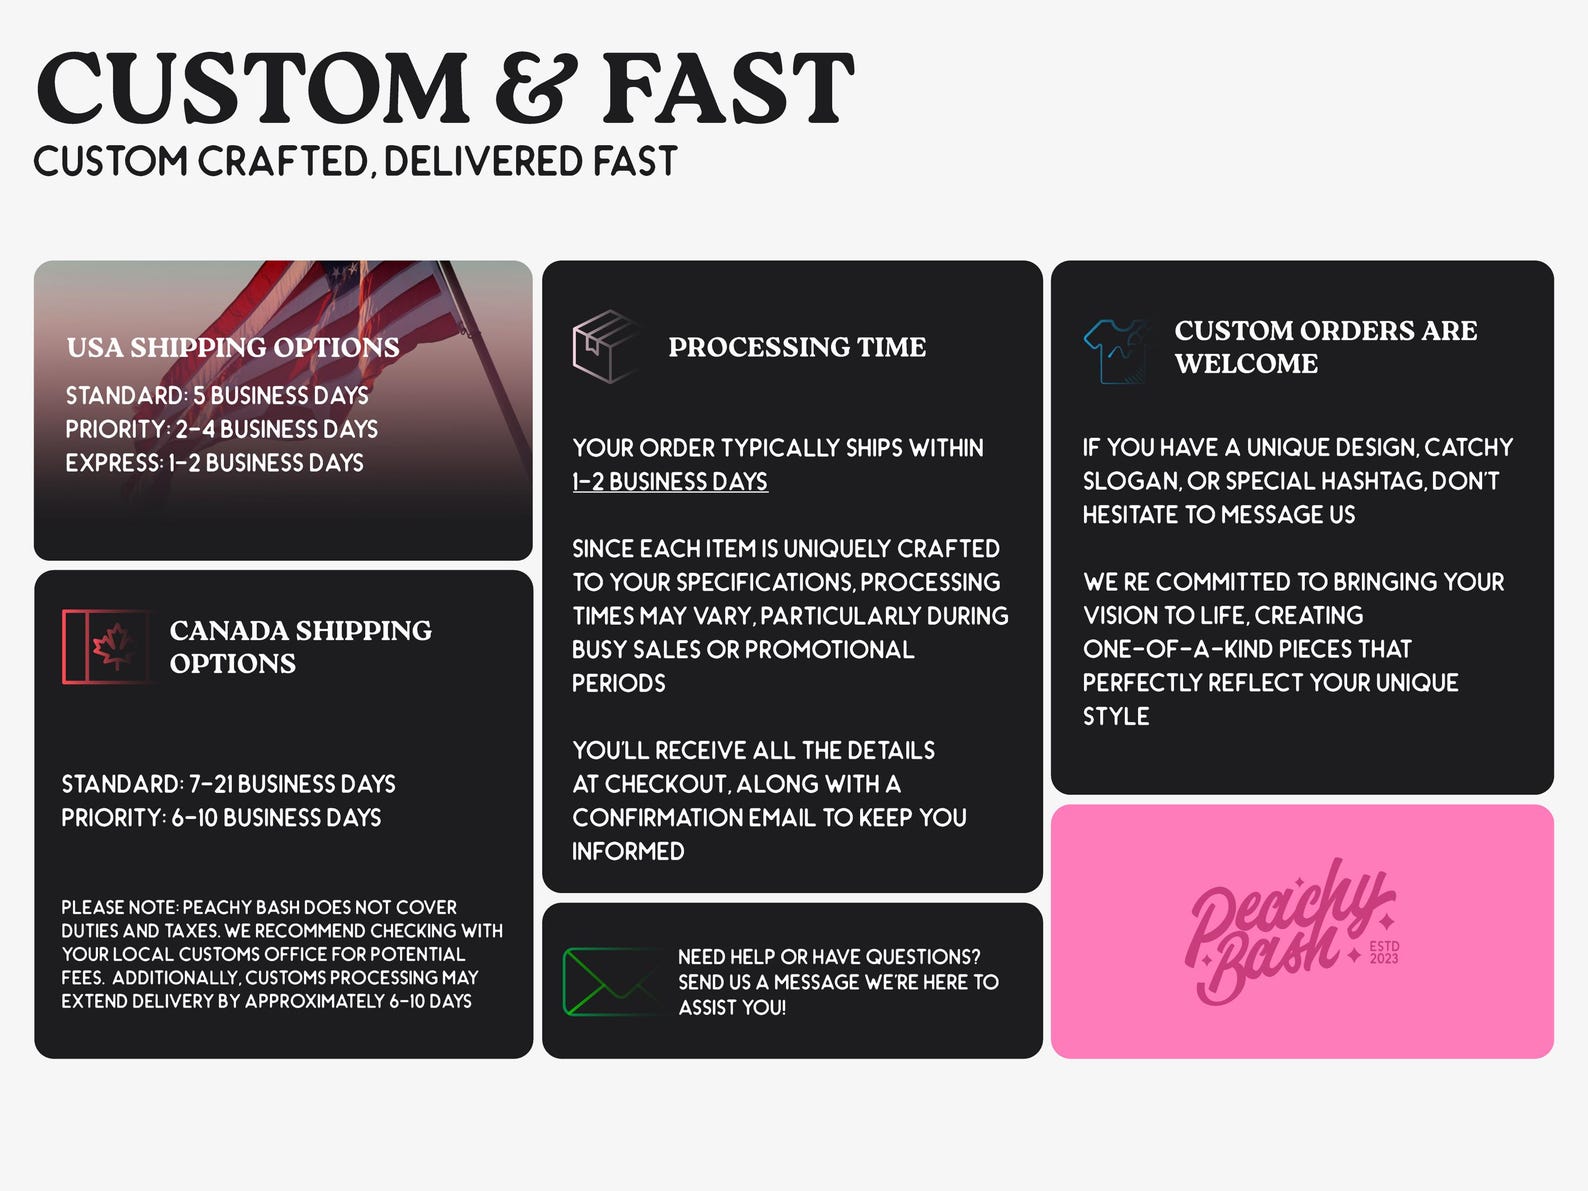 CUSTOM & FAST
CUSTOM CRAFTED, DELIVERED FAST
USA SHIPPING OPTIONS
STANDARD: 5 BUSINESS DAYS
PRIORITY: 2-4 BUSINESS DAYS
EXPRESS: 1-2 BUSINESS DAYS
CANADA SHIPPING
OPTIONS
STANDARD: 7-21 BUSINESS DAYS
PRIORITY: 6-10 BUSINESS DAYS
PLEASE NOTE: PEACHY BASH DOES NOT COVER
DUTIES AND TAXES. WE RECOMMEND CHECKING WITH
YOUR LOCAL CUSTOMS OFFICE FOR POTENTIAL
FEES. ADDITIONALLY, CUSTOMS PROCESSING MAY
EXTEND DELIVERY BY APPROXIMATELY 6-10 DAYS
PROCESSING TIME
YOUR ORDER TYPICALLY SHIPS WITHIN
1-2 BUSINESS DAYS
SINCE EACH ITEM IS UNIQUELY CRAFTED
TO YOUR SPECIFICATIONS, PROCESSING
TIMES MAY VARY, PARTICULARLY DURING
BUSY SALES OR PROMOTIONAL
PERIODS
YOU'LL RECEIVE ALL THE DETAILS
AT CHECKOUT, ALONG WITH A
CONFIRMATION EMAIL TO KEEP YOU
INFORMED
NEED HELP OR HAVE QUESTIONS?
SEND US A MESSAGE WE'RE HERE TO
ASSIST YOU!
CUSTOM ORDERS ARE
WELCOME
IF YOU HAVE A UNIQUE DESIGN, CATCHY
SLOGAN, OR SPECIAL HASHTAG, DON'T
HESITATE TO MESSAGE US
WE RE COMMITTED TO BRINGING YOUR
VISION TO LIFE, CREATING
ONE-OF-A-KIND PIECES THAT
PERFECTLY REFLECT YOUR UNIQUE
STYLE
Peachy
Bash
ESTD
2023